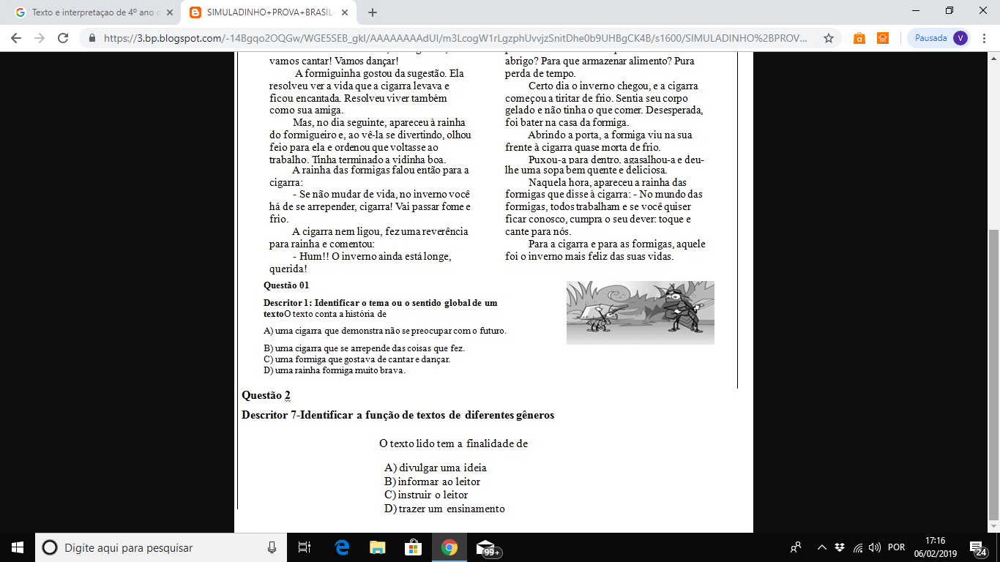 Texto e interpretaçao de 4º ano
SIMULADINHO+PROVA+BRASIL-
https://3.bp.blogspot.com/-14Bgqo2OQGw/WGE5SEB_gkI/AAAAAAAAdUI/m3LcogW1rLgzphUvvjzSnitDhe0b9UHBgCK4B/s1600/SIMULADINHO%2BPROV...
Pausada
V
vamos cantar! Vamos dançar!
A formiguinha gostou da sugestão. Ela
resolveu ver a vida que a cigarra levava e
ficou encantada. Resolveu viver também
como sua amiga.
Mas, no dia seguinte, apareceu à rainha
do formigueiro e, ao vê-la se divertindo, olhou
feio para ela e ordenou que voltasse ao
trabalho. Tinha terminado a vidinha boa.
A rainha das formigas falou então para a
cigarra:
- Se não mudar de vida, no inverno você
há de se arrepender, cigarra! Vai passar fome e
frio.
A cigarra nem ligou, fez uma reverência
para rainha e comentou:
- Hum!! O inverno ainda está longe,
querida!
abrigo? Para que armazenar alimento? Pura
perda de tempo.
Certo dia o inverno chegou, e a cigarra
começou a tiritar de frio. Sentia seu corpo
gelado e não tinha o que comer. Desesperada,
foi bater na casa da formiga.
Abrindo a porta, a formiga viu na sua
frente à cigarra quase morta de frio.
Puxou-a para dentro, agasalhou-a e deu-
lhe uma sopa bem quente e deliciosa.
Naquela hora, apareceu a rainha das
formigas que disse à cigarra: - No mundo das
formigas, todos trabalham e se você quiser
ficar conosco, cumpra o seu dever: toque e
cante para nós.
Para a cigarra e para as formigas, aquele
foi o inverno mais feliz das suas vidas.
Questão 01
Descritor 1: Identificar o tema ou o sentido global de um
textoO texto conta a história de
A) uma cigarra que demonstra não se preocupar com o futuro.
B) uma cigarra que se arrepende das coisas que fez.
C) uma formiga que gostava de cantar e dançar.
D) uma rainha formiga muito brava.
Questão 2
Descritor 7-Identificar a função de textos de diferentes gêneros
O texto lido tem a finalidade de
A) divulgar uma ideia
B) informar ao leitor
C) instruir o leitor
D) trazer um ensinamento
Digite aqui para pesquisar
99+
POR
17:16
06/02/2019
24